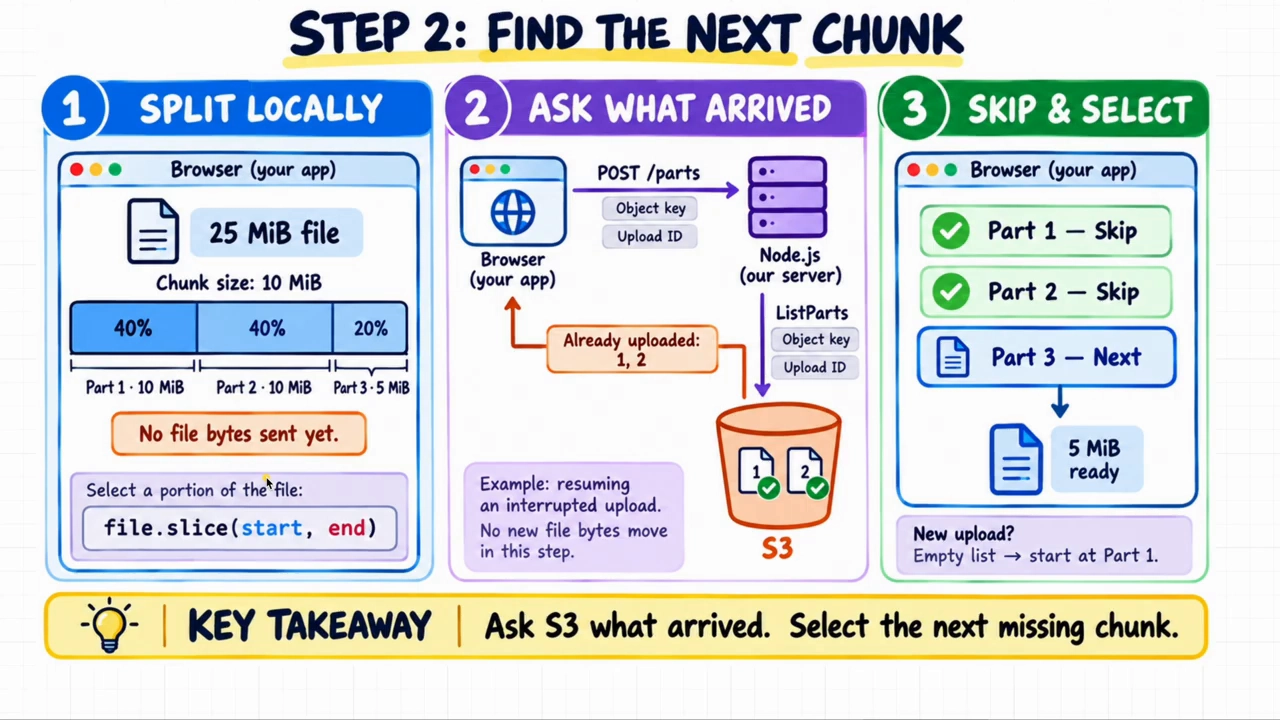 STEP 2: FIND THE NEXT CHUNK
1 SPLIT LOCALLY
Browser (your app)
25 MiB file
Chunk size: 10 MiB
40% 40% 20%
Part 1 · 10 MiB Part 2 · 10 MiB Part 3 · 5 MiB
No file bytes sent yet.
Select a portion of the file:
file.slice(start, end)
2 ASK WHAT ARRIVED
POST /parts
Object key
Upload ID
Browser
(your app)
Node.js
(our server)
ListParts
Object key
Upload ID
Already uploaded:
1, 2
1 2
S3
Example: resuming
an interrupted upload.
No new file bytes move
in this step.
3 SKIP & SELECT
Browser (your app)
Part 1 — Skip
Part 2 — Skip
Part 3 — Next
5 MiB
ready
New upload?
Empty list → start at Part 1.
KEY TAKEAWAY
Ask S3 what arrived. Select the next missing chunk.